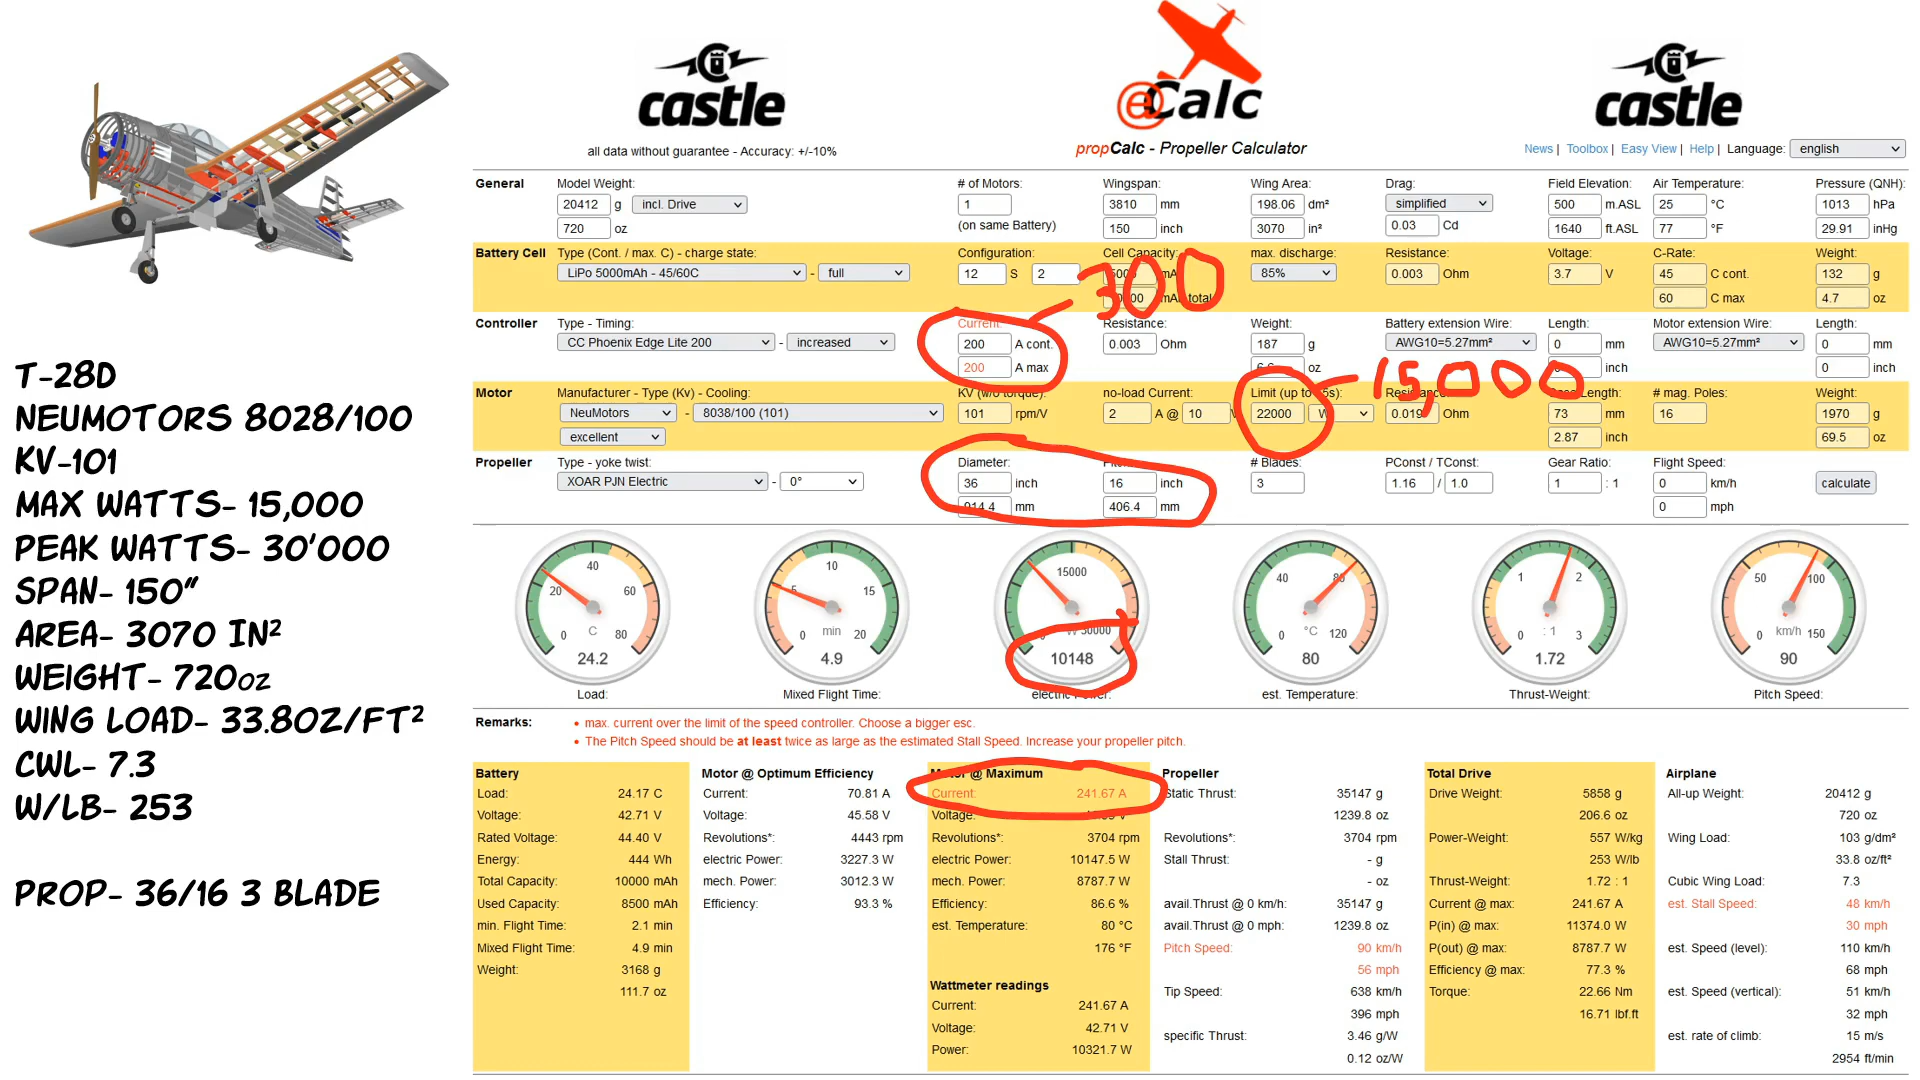 castle
all data without guarantee - Accuracy: +/-10%
@Calc
propCalc - Propeller Calculator
castle
News | Toolbox | Easy View | Help | Language: english
General
Model Weight:
20412 g incl. Drive
720 oz
# of Motors:
1
(on same Battery)
Wingspan:
3810 mm
150 inch
Wing Area:
198.06 dm²
3070 in²
Drag:
simplified
0.03 Cd
Field Elevation:
500 m.ASL
1640 ft.ASL
Air Temperature:
25 °C
77 °F
Pressure (QNH):
1013 hPa
29.91 inHg
Battery Cell
Type (Cont. / max. C) - charge state:
LiPo 5000mAh - 45/60C - full
Configuration:
12 S 2
Cell Capacity:
300
total
max. discharge:
85%
Resistance:
0.003 Ohm
Voltage:
3.7 V
C-Rate:
45 C cont.
60 C max
Weight:
132 g
4.7 oz
Controller
Type - Timing:
CC Phoenix Edge Lite 200 - increased
Current:
200 A cont.
200 A max
Resistance:
0.003 Ohm
Weight:
187 g
oz
Battery extension Wire:
AWG10=5.27mm²
Length:
0 mm
inch
Motor extension Wire:
AWG10=5.27mm²
Length:
0 mm
0 inch
15,000
Motor
Manufacturer - Type (Kv) - Cooling:
NeuMotors - 8038/100 (101)
excellent
KV (w/o torque):
101 rpm/V
no-load Current:
2 A @ 10 V
Limit (up to 15s):
22000 W
Resistance:
0.019 Ohm
Length:
73 mm
2.87 inch
# mag. Poles:
16
Weight:
1970 g
69.5 oz
Propeller
Type - yoke twist:
XOAR PJN Electric - 0°
Diameter:
36 inch
914.4 mm
Pitch:
16 inch
406.4 mm
# Blades:
3
PConst / TConst:
1.16 / 1.0
Gear Ratio:
1 : 1
Flight Speed:
0 km/h
0 mph
calculate
0 20 40 60 80
C
24.2
Load:
0 5 10 15 20
min
4.9
Mixed Flight Time:
15000 30000
W
10148
electric Power:
0 40 80 120
°C
80
est. Temperature:
0 1 2 3
: 1
1.72
Thrust-Weight:
0 50 100 150
km/h
90
Pitch Speed:
Remarks:
• max. current over the limit of the speed controller. Choose a bigger esc.
• The Pitch Speed should be at least twice as large as the estimated Stall Speed. Increase your propeller pitch.
Battery
Load: 24.17 C
Voltage: 42.71 V
Rated Voltage: 44.40 V
Energy: 444 Wh
Total Capacity: 10000 mAh
Used Capacity: 8500 mAh
min. Flight Time: 2.1 min
Mixed Flight Time: 4.9 min
Weight: 3168 g
111.7 oz
Motor @ Optimum Efficiency
Current: 70.81 A
Voltage: 45.58 V
Revolutions*: 4443 rpm
electric Power: 3227.3 W
mech. Power: 3012.3 W
Efficiency: 93.3 %
Motor @ Maximum
Current: 241.67 A
Voltage: V
Revolutions*: 3704 rpm
electric Power: 10147.5 W
mech. Power: 8787.7 W
Efficiency: 86.6 %
est. Temperature: 80 °C
176 °F
Wattmeter readings
Current: 241.67 A
Voltage: 42.71 V
Power: 10321.7 W
Propeller
Static Thrust: 35147 g
1239.8 oz
Revolutions*: 3704 rpm
Stall Thrust: - g
- oz
avail.Thrust @ 0 km/h: 35147 g
avail.Thrust @ 0 mph: 1239.8 oz
Pitch Speed: 90 km/h
56 mph
Tip Speed: 638 km/h
396 mph
specific Thrust: 3.46 g/W
0.12 oz/W
Total Drive
Drive Weight: 5858 g
206.6 oz
Power-Weight: 557 W/kg
253 W/lb
Thrust-Weight: 1.72 : 1
Current @ max: 241.67 A
P(in) @ max: 11374.0 W
P(out) @ max: 8787.7 W
Efficiency @ max: 77.3 %
Torque: 22.66 Nm
16.71 lbf.ft
Airplane
All-up Weight: 20412 g
720 oz
Wing Load: 103 g/dm²
33.8 oz/ft²
Cubic Wing Load: 7.3
est. Stall Speed: 48 km/h
30 mph
est. Speed (level): 110 km/h
68 mph
est. Speed (vertical): 51 km/h
32 mph
est. rate of climb: 15 m/s
2954 ft/min
T-28D
NEUMOTORS 8028/100
KV-101
MAX WATTS- 15,000
PEAK WATTS- 30'000
SPAN- 150"
AREA- 3070 IN²
WEIGHT- 720OZ
WING LOAD- 33.8OZ/FT²
CWL- 7.3
W/LB- 253
PROP- 36/16 3 BLADE